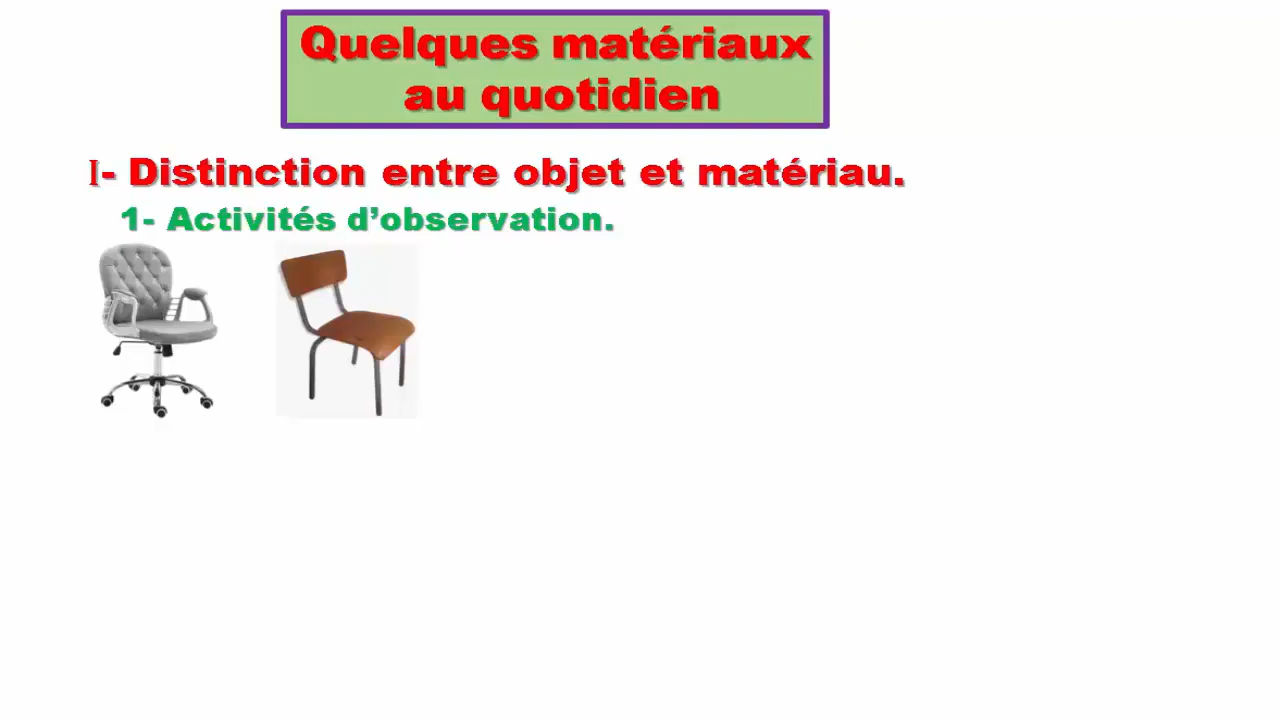 Quelques matériaux
au quotidien
I- Distinction entre objet et matériau.
1- Activités d’observation.